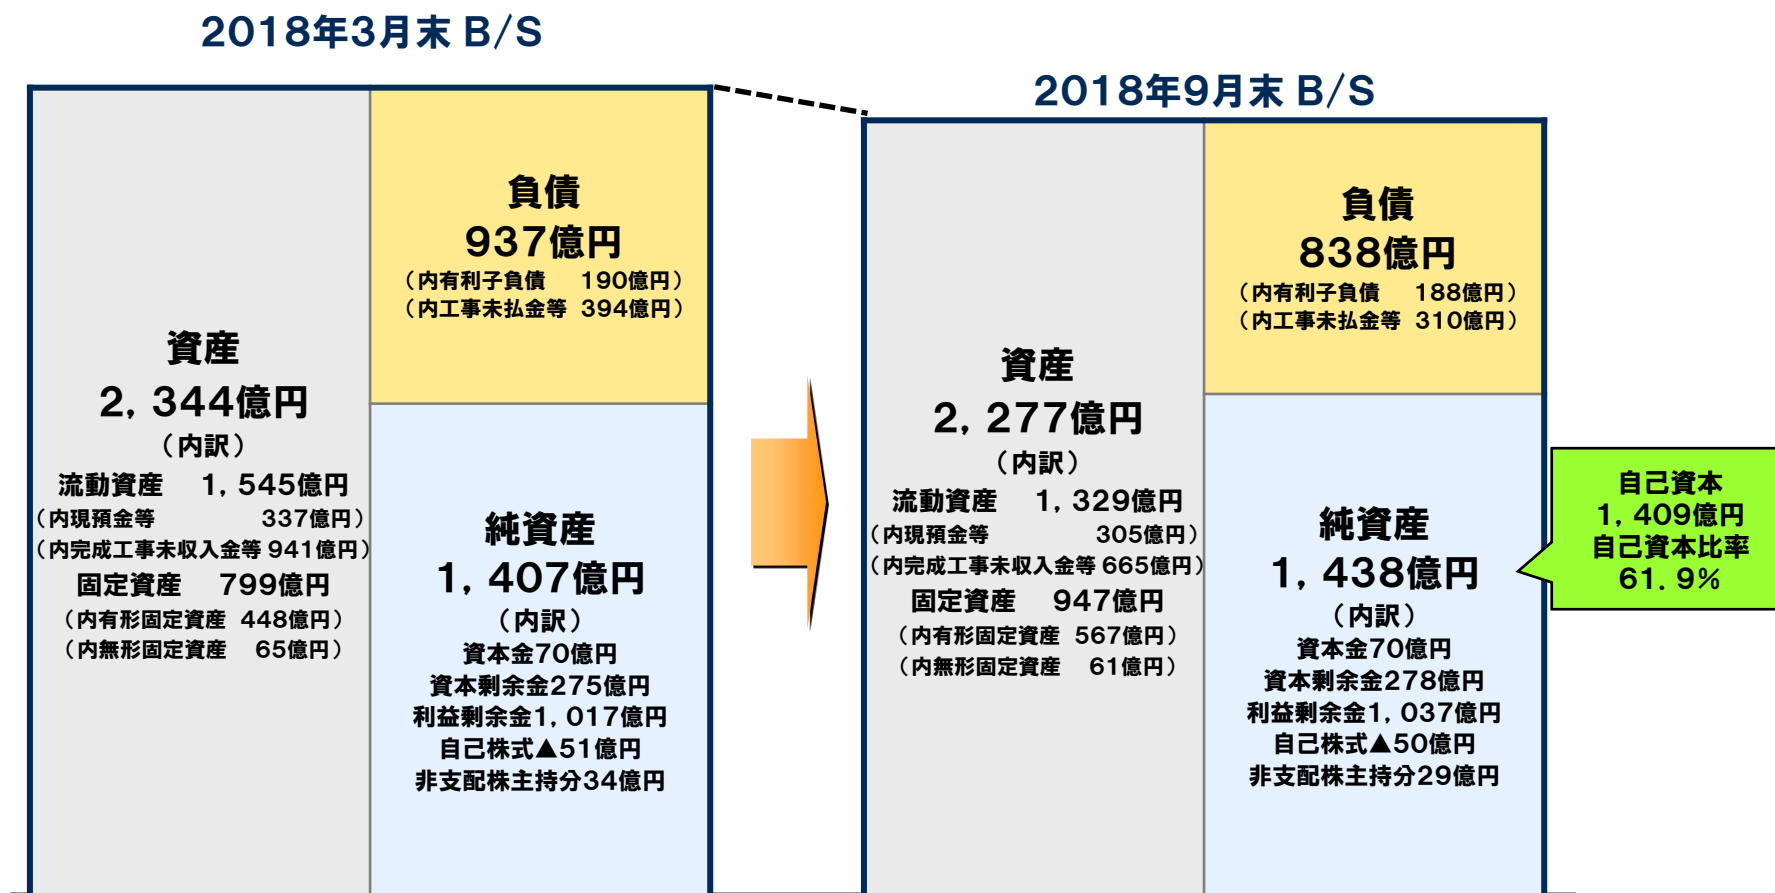 2018年3月末 B/S
資産
2，344億円
（内訳）
流動資産　1，545億円
（内現預金等　　　　　337億円）
（内完成工事未収入金等 941億円）
固定資産　799億円
（内有形固定資産 448億円）
（内無形固定資産　65億円）
負債
937億円
（内有利子負債　190億円）
（内工事未払金等 394億円）
純資産
1，407億円
（内訳）
資本金70億円
資本剰余金275億円
利益剰余金1，017億円
自己株式▲51億円
非支配株主持分34億円
2018年9月末 B/S
資産
2，277億円
（内訳）
流動資産　1，329億円
（内現預金等　　　　　305億円）
（内完成工事未収入金等 665億円）
固定資産　947億円
（内有形固定資産 567億円）
（内無形固定資産　61億円）
負債
838億円
（内有利子負債　188億円）
（内工事未払金等 310億円）
純資産
1，438億円
（内訳）
資本金70億円
資本剰余金278億円
利益剰余金1，037億円
自己株式▲50億円
非支配株主持分29億円
自己資本
1，409億円
自己資本比率
61．9％